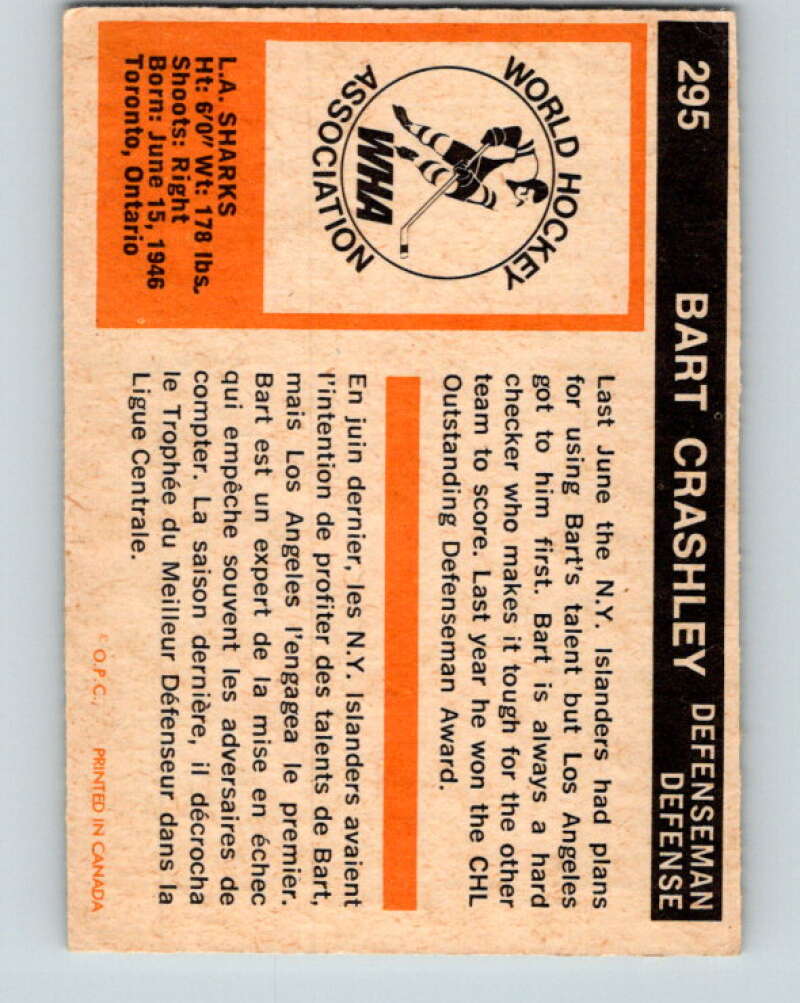 295
BART CRASHLEY
DEFENSEMAN
DEFENSE
WORLD HOCKEY
WHA
ASSOCIATION
L.A. SHARKS
Ht: 6'0" Wt: 178 lbs.
Shoots: Right
Born: June 15, 1946
Toronto, Ontario
Last June the N.Y. Islanders had plans
for using Bart's talent but Los Angeles
got to him first. Bart is always a hard
checker who makes it tough for the other
team to score. Last year he won the CHL
Outstanding Defenseman Award.
En juin dernier, les N.Y. Islanders avaient
l'intention de profiter des talents de Bart,
mais Los Angeles l'engagea le premier.
Bart est un expert de la mise en échec
qui empêche souvent les adversaires de
compter. La saison dernière, il décrocha
le Trophée du Meilleur Défenseur dans la
Ligue Centrale.
© O.P.C., PRINTED IN CANADA